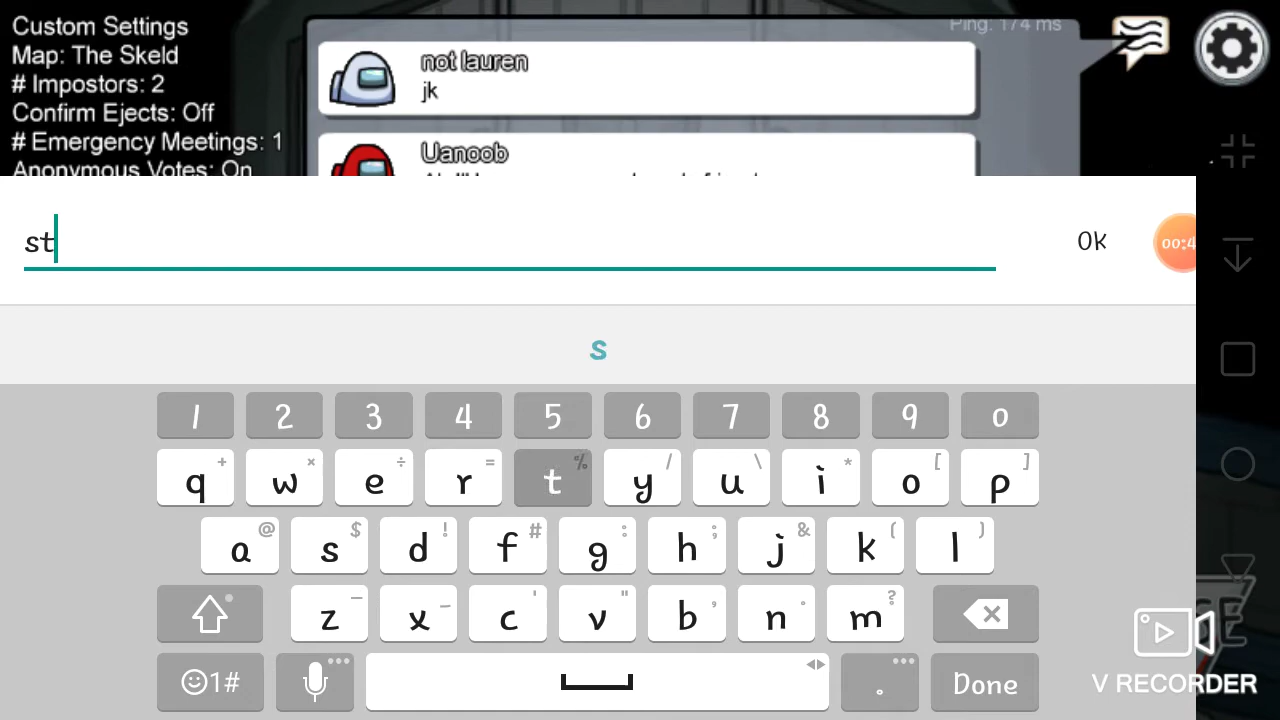 Custom Settings
Map: The Skeld
# Impostors: 2
Confirm Ejects: Off
# Emergency Meetings: 1
Anonymous Votes: On
Ping: 174 ms
not lauren
jk
Uanoob
st
Ok
00:4
s
1 2 3 4 5 6 7 8 9 0
q + w × e ÷ r = t % y / u \ i * o [ p ]
a @ s $ d ! f # g : h ; j & k ( l )
z – x _ c ' v " b , n . m ?
1# . Done
V RECORDER